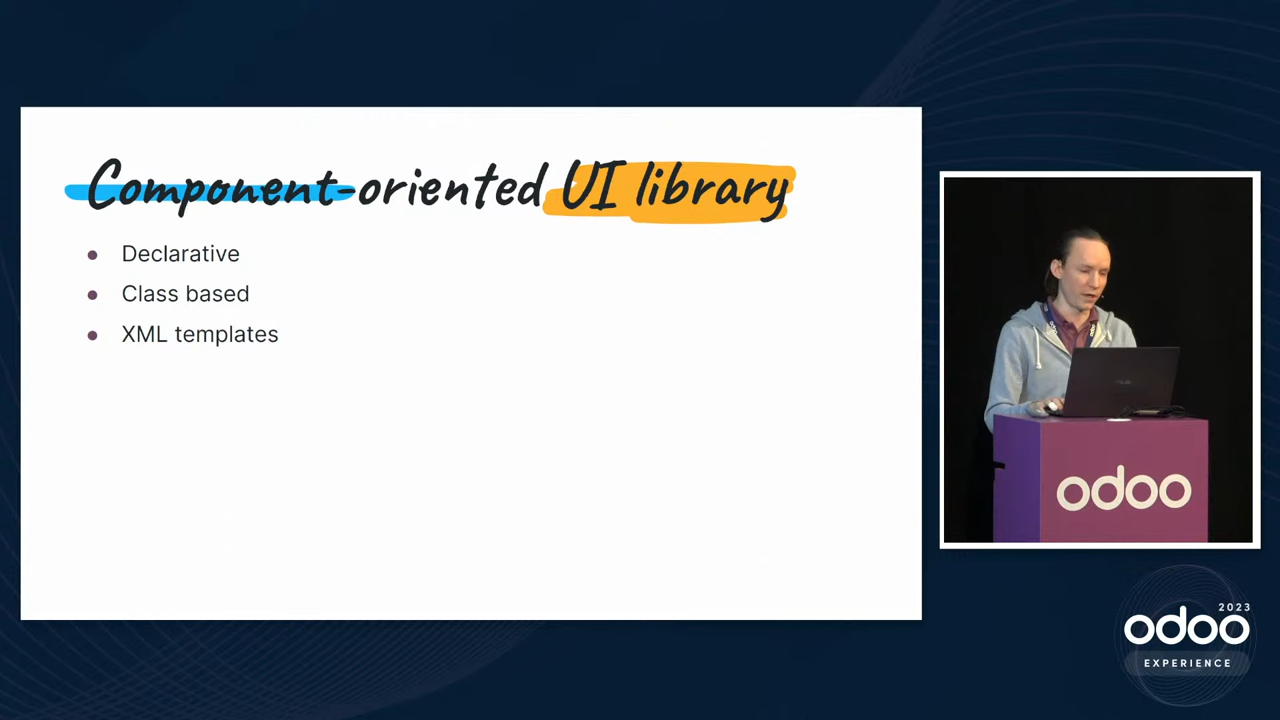 Component-oriented UI library
Declarative
Class based
XML templates
odoo
2023
odoo
EXPERIENCE